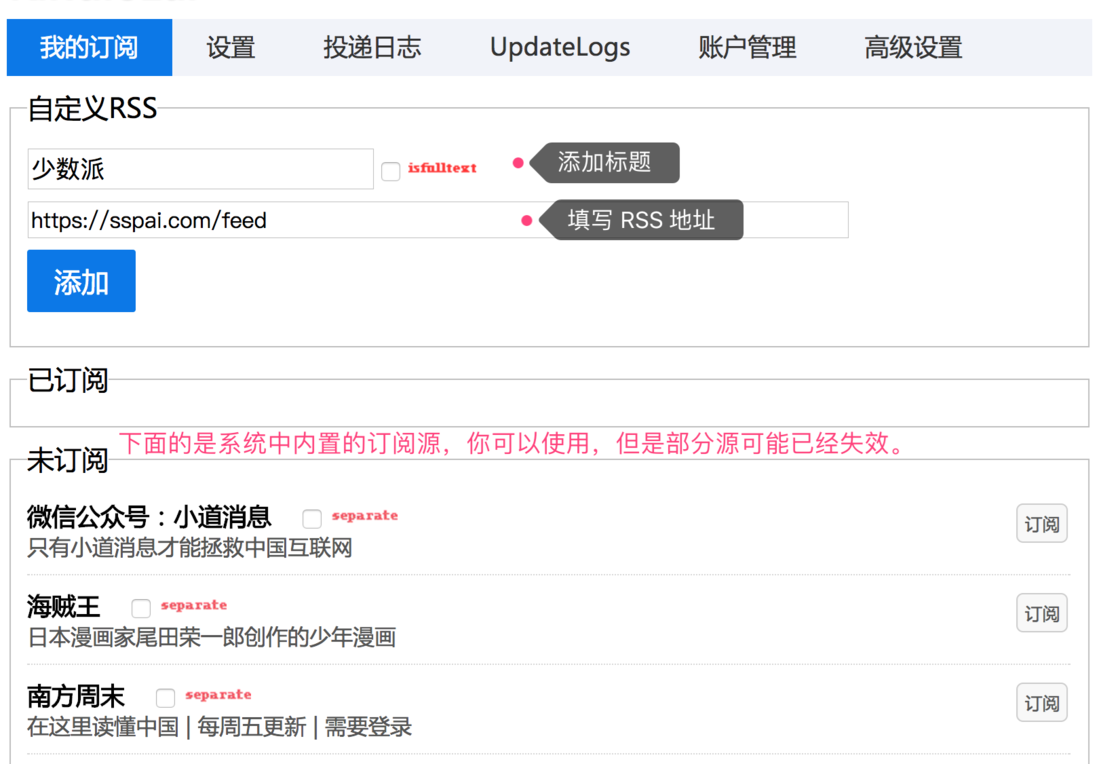 我的订阅 设置 投递日志 UpdateLogs 账户管理 高级设置
自定义RSS
少数派 isfulltext 添加标题
https://sspai.com/feed 填写 RSS 地址
添加
已订阅
下面的是系统中内置的订阅源，你可以使用，但是部分源可能已经失效。
未订阅
微信公众号：小道消息 separate 订阅
只有小道消息才能拯救中国互联网
海贼王 separate 订阅
日本漫画家尾田荣一郎创作的少年漫画
南方周末 separate 订阅
在这里读懂中国 | 每周五更新 | 需要登录